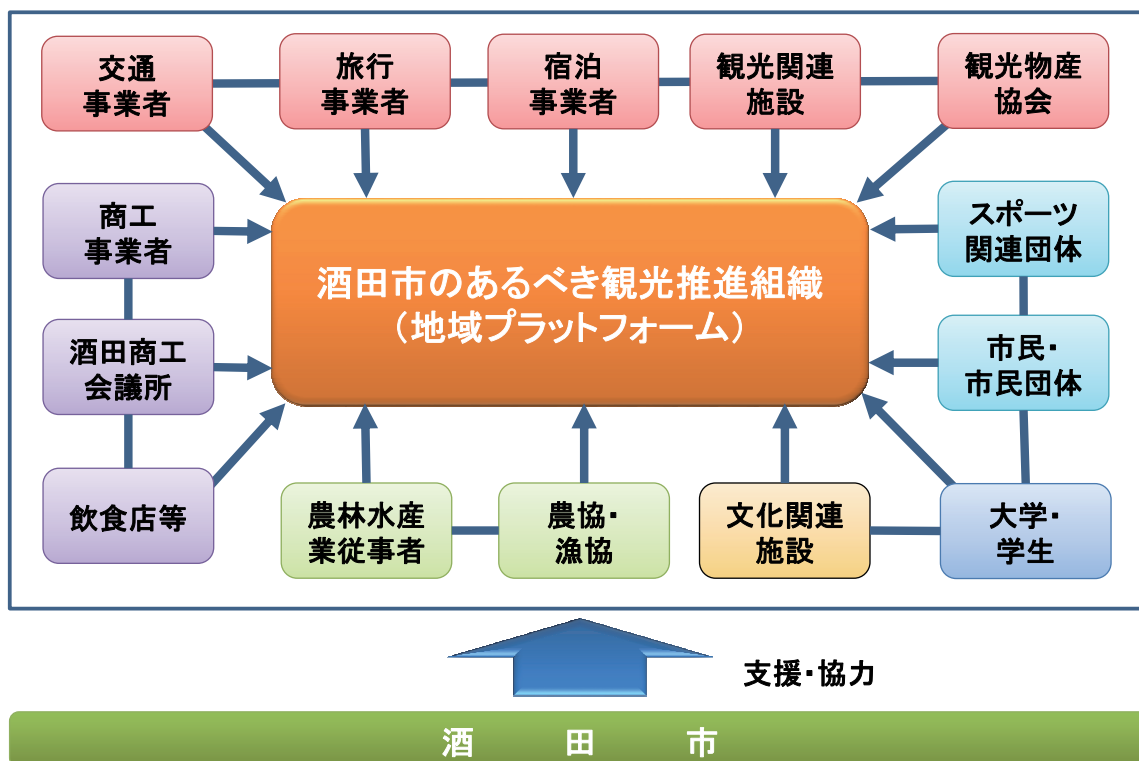 交通
事業者
旅行
事業者
宿泊
事業者
観光関連
施設
観光物産
協会
商工
事業者
スポーツ
関連団体
酒田市のあるべき観光推進組織
（地域プラットフォーム）
酒田商工
会議所
市民・
市民団体
飲食店等
農林水産
業従事者
農協・
漁協
文化関連
施設
大学・
学生
支援・協力
酒　田　市